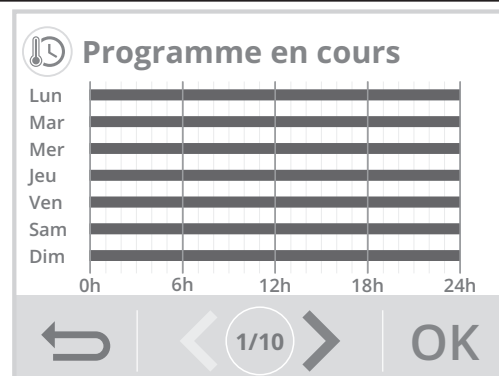 Programme en cours
Lun
Mar
Mer
Jeu
Ven
Sam
Dim
0h 6h 12h 18h 24h
1/10 OK